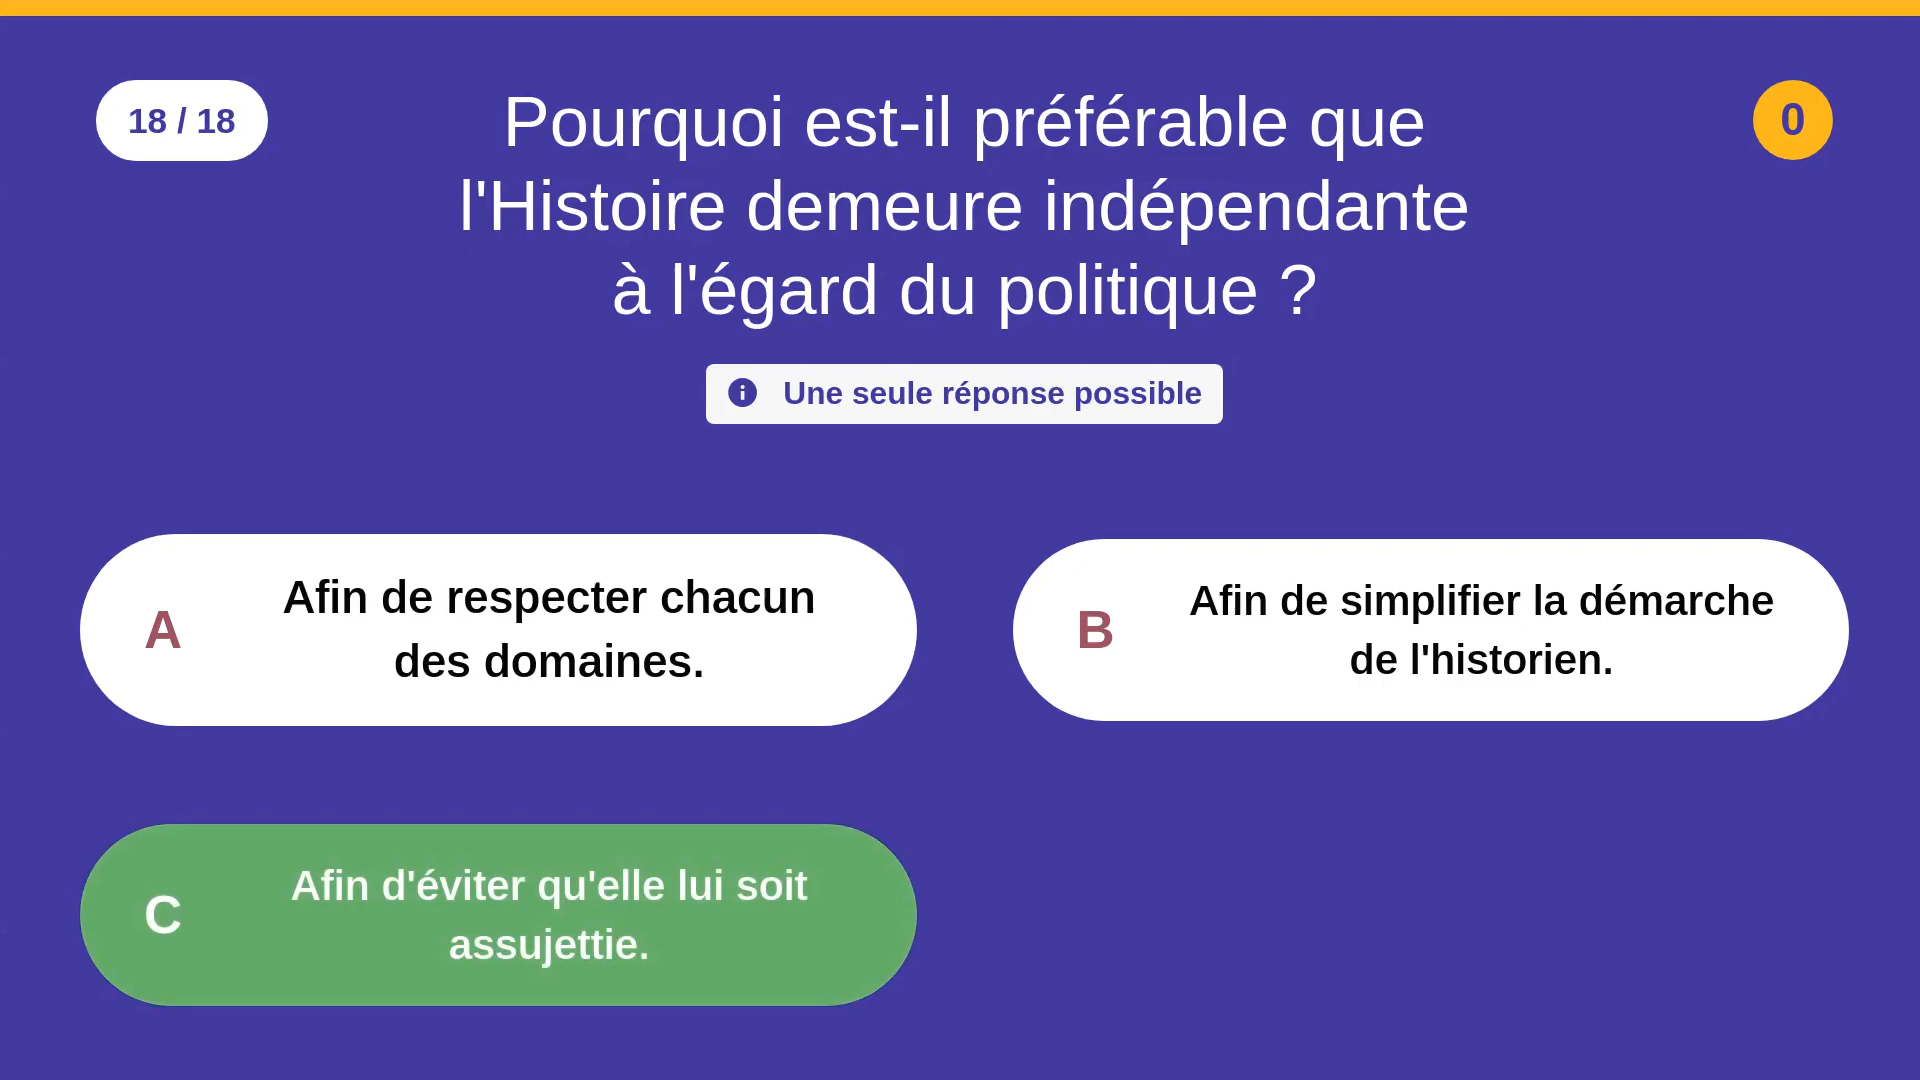 18 / 18
Pourquoi est-il préférable que
l'Histoire demeure indépendante
à l'égard du politique ?
0
Une seule réponse possible
A
Afin de respecter chacun
des domaines.
B
Afin de simplifier la démarche
de l'historien.
C
Afin d'éviter qu'elle lui soit
assujettie.